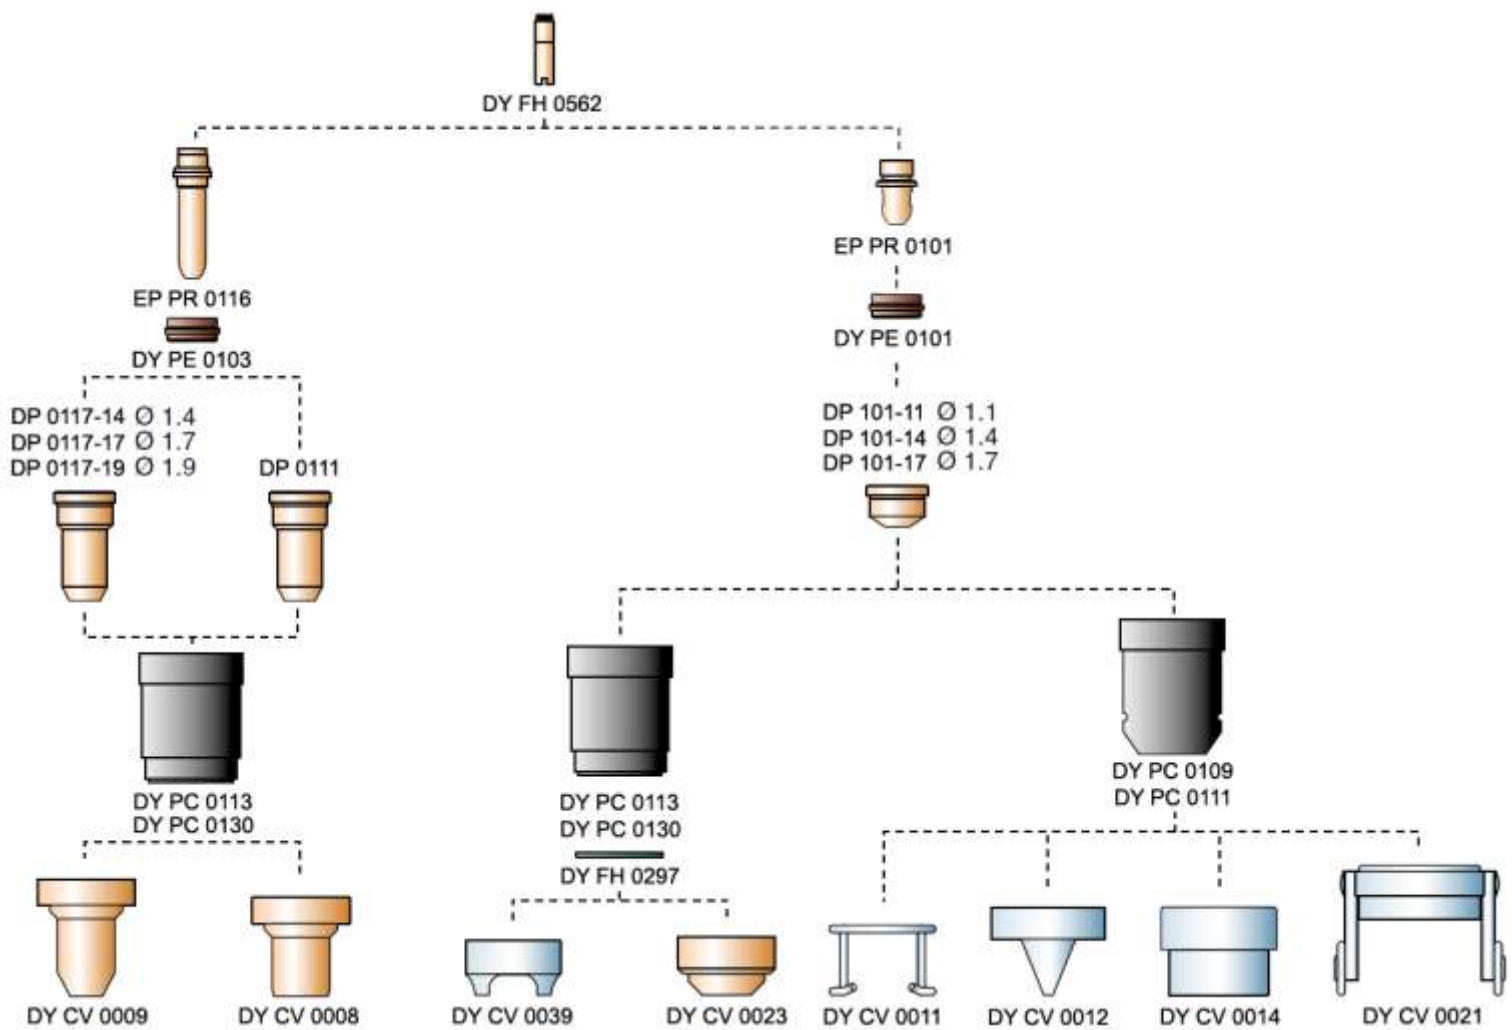 DY FH 0562
EP PR 0116
DY PE 0103
DP 0117-14 Ø 1.4
DP 0117-17 Ø 1.7
DP 0117-19 Ø 1.9
DP 0111
DY PC 0113
DY PC 0130
DY CV 0009
DY CV 0008
EP PR 0101
DY PE 0101
DP 101-11 Ø 1.1
DP 101-14 Ø 1.4
DP 101-17 Ø 1.7
DY PC 0113
DY PC 0130
DY FH 0297
DY CV 0039
DY CV 0023
DY PC 0109
DY PC 0111
DY CV 0011
DY CV 0012
DY CV 0014
DY CV 0021